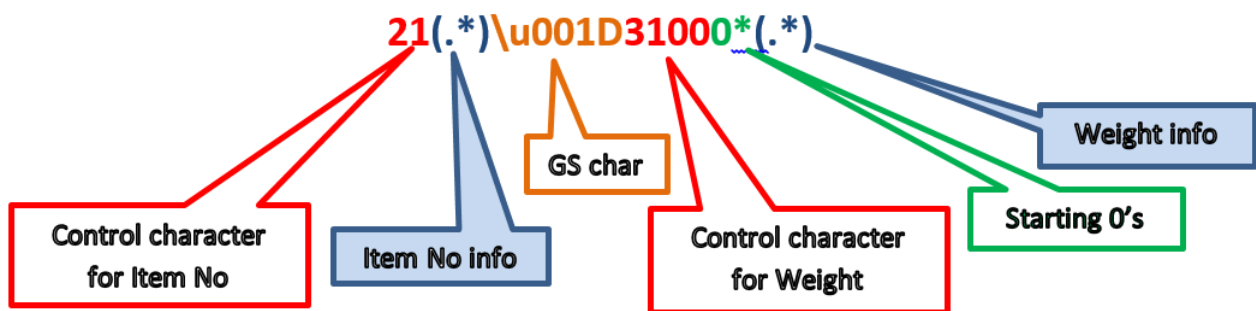 21(.*)\u001D31000*(.*)
Weight info
GS char
Starting 0's
Control character
for Item No
Item No info
Control character
for Weight